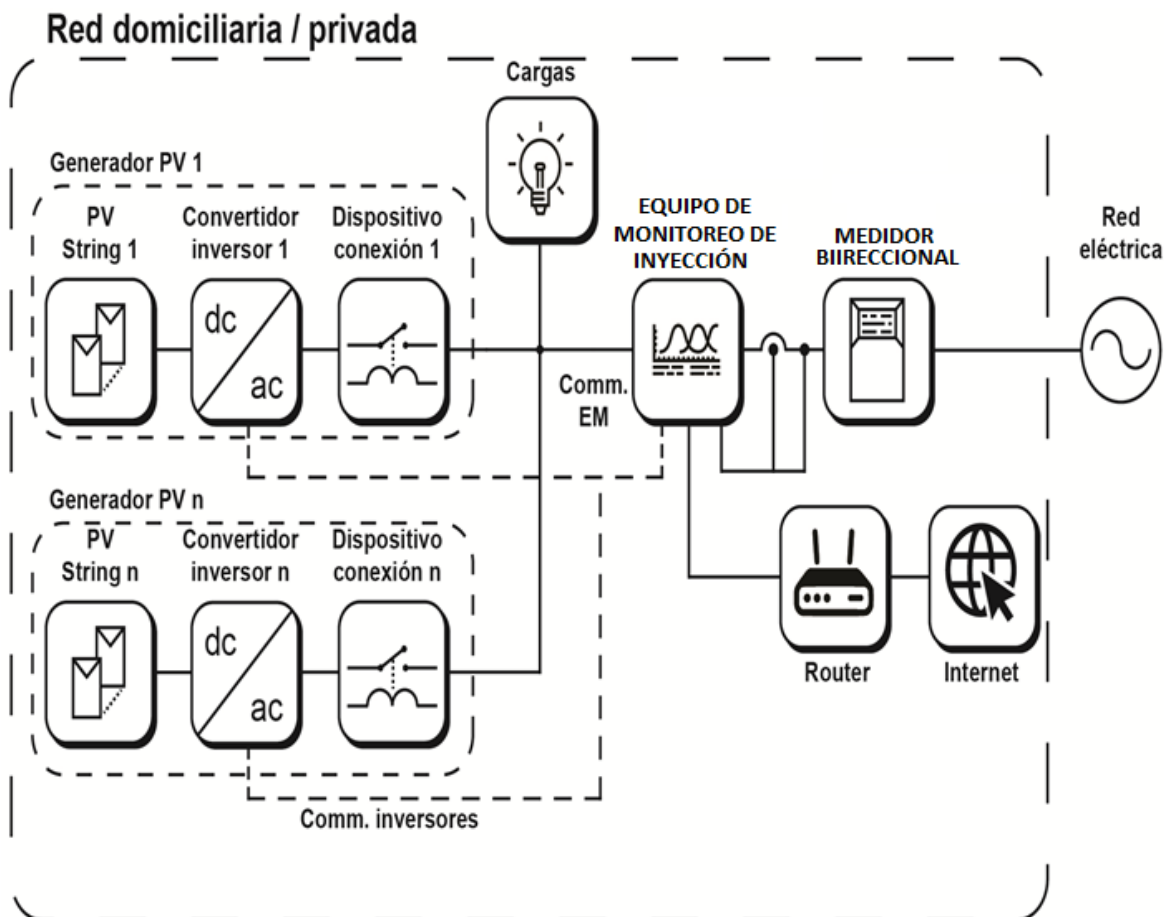 Red domiciliaria / privada
Cargas
Generador PV 1
PV
String 1
Convertidor
inversor 1
Dispositivo
conexión 1
EQUIPO DE
MONITOREO DE
INYECCIÓN
MEDIDOR
BIIRECCIONAL
Red
eléctrica
dc
ac
Comm.
EM
Generador PV n
PV
String n
Convertidor
inversor n
Dispositivo
conexión n
dc
ac
Router
Internet
Comm. inversores